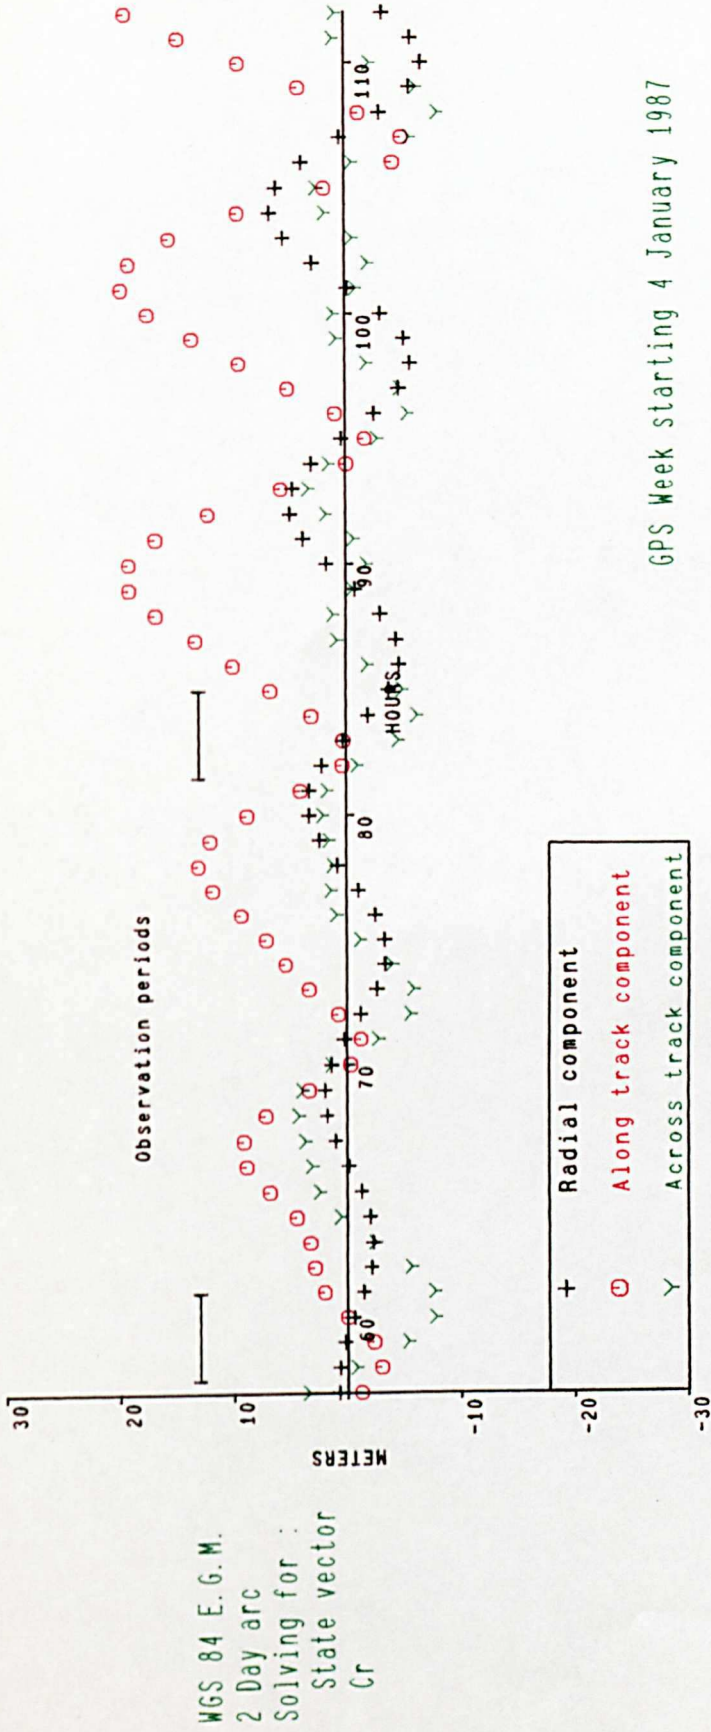 WGS 84 E.G.M.
2 Day arc
Solving for :
State vector
Cr
METERS
30
20
10
-10
-20
-30
Observation periods
60
70
80
90
100
110
HOURS
Radial component
Along track component
Across track component
GPS Week starting 4 January 1987